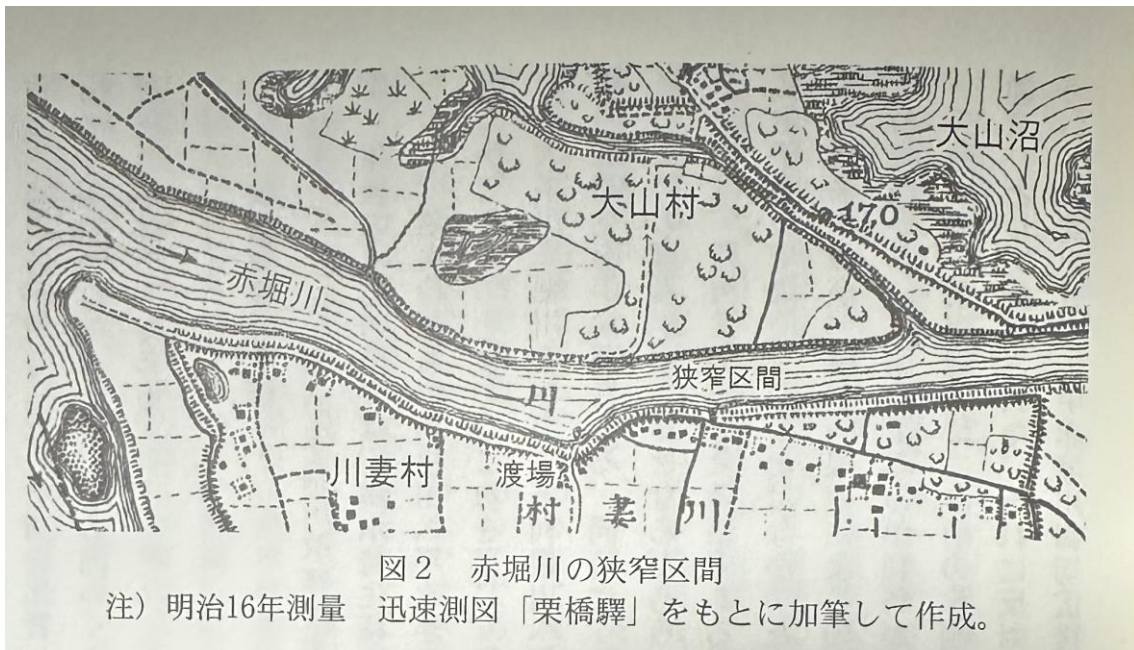 大山沼
大山村
170
赤堀川
狭窄区間
川
川妻村
渡場
村妻川
図2 赤堀川の狭窄区間
注）明治16年測量 迅速測図「栗橋驛」をもとに加筆して作成。